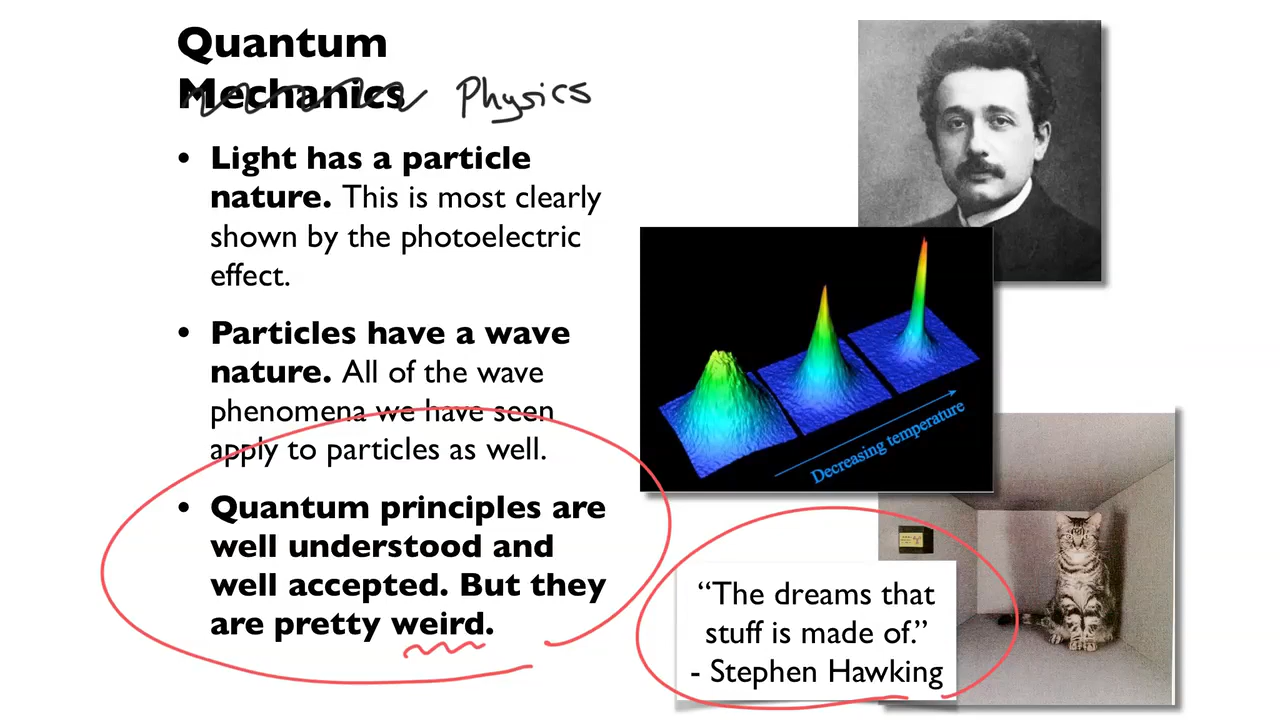 Quantum
Mechanics Physics
• Light has a particle
nature. This is most clearly
shown by the photoelectric
effect.
• Particles have a wave
nature. All of the wave
phenomena we have seen
apply to particles as well.
• Quantum principles are
well understood and
well accepted. But they
are pretty weird.
Decreasing temperature
“The dreams that
stuff is made of.”
- Stephen Hawking